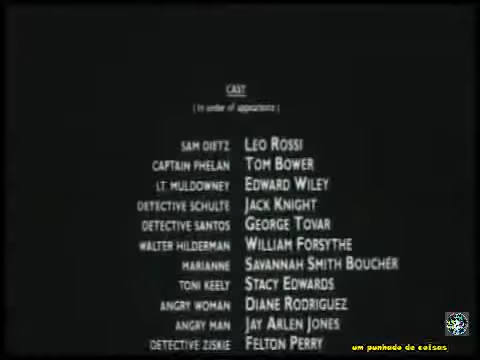 CAST
( in order of appearance )
SAM DIETZ LEO ROSSI
CAPTAIN PHELAN TOM BOWER
LT. MULDOWNEY EDWARD WILEY
DETECTIVE SCHULTE JACK KNIGHT
DETECTIVE SANTOS GEORGE TOVAR
WALTER HILDERMAN WILLIAM FORSYTHE
MARIANNE SAVANNAH SMITH BOUCHER
TONI KEELY STACY EDWARDS
ANGRY WOMAN DIANE RODRIGUEZ
ANGRY MAN JAY ARLEN JONES
DETECTIVE ZISKIE FELTON PERRY
um punhado de coisas